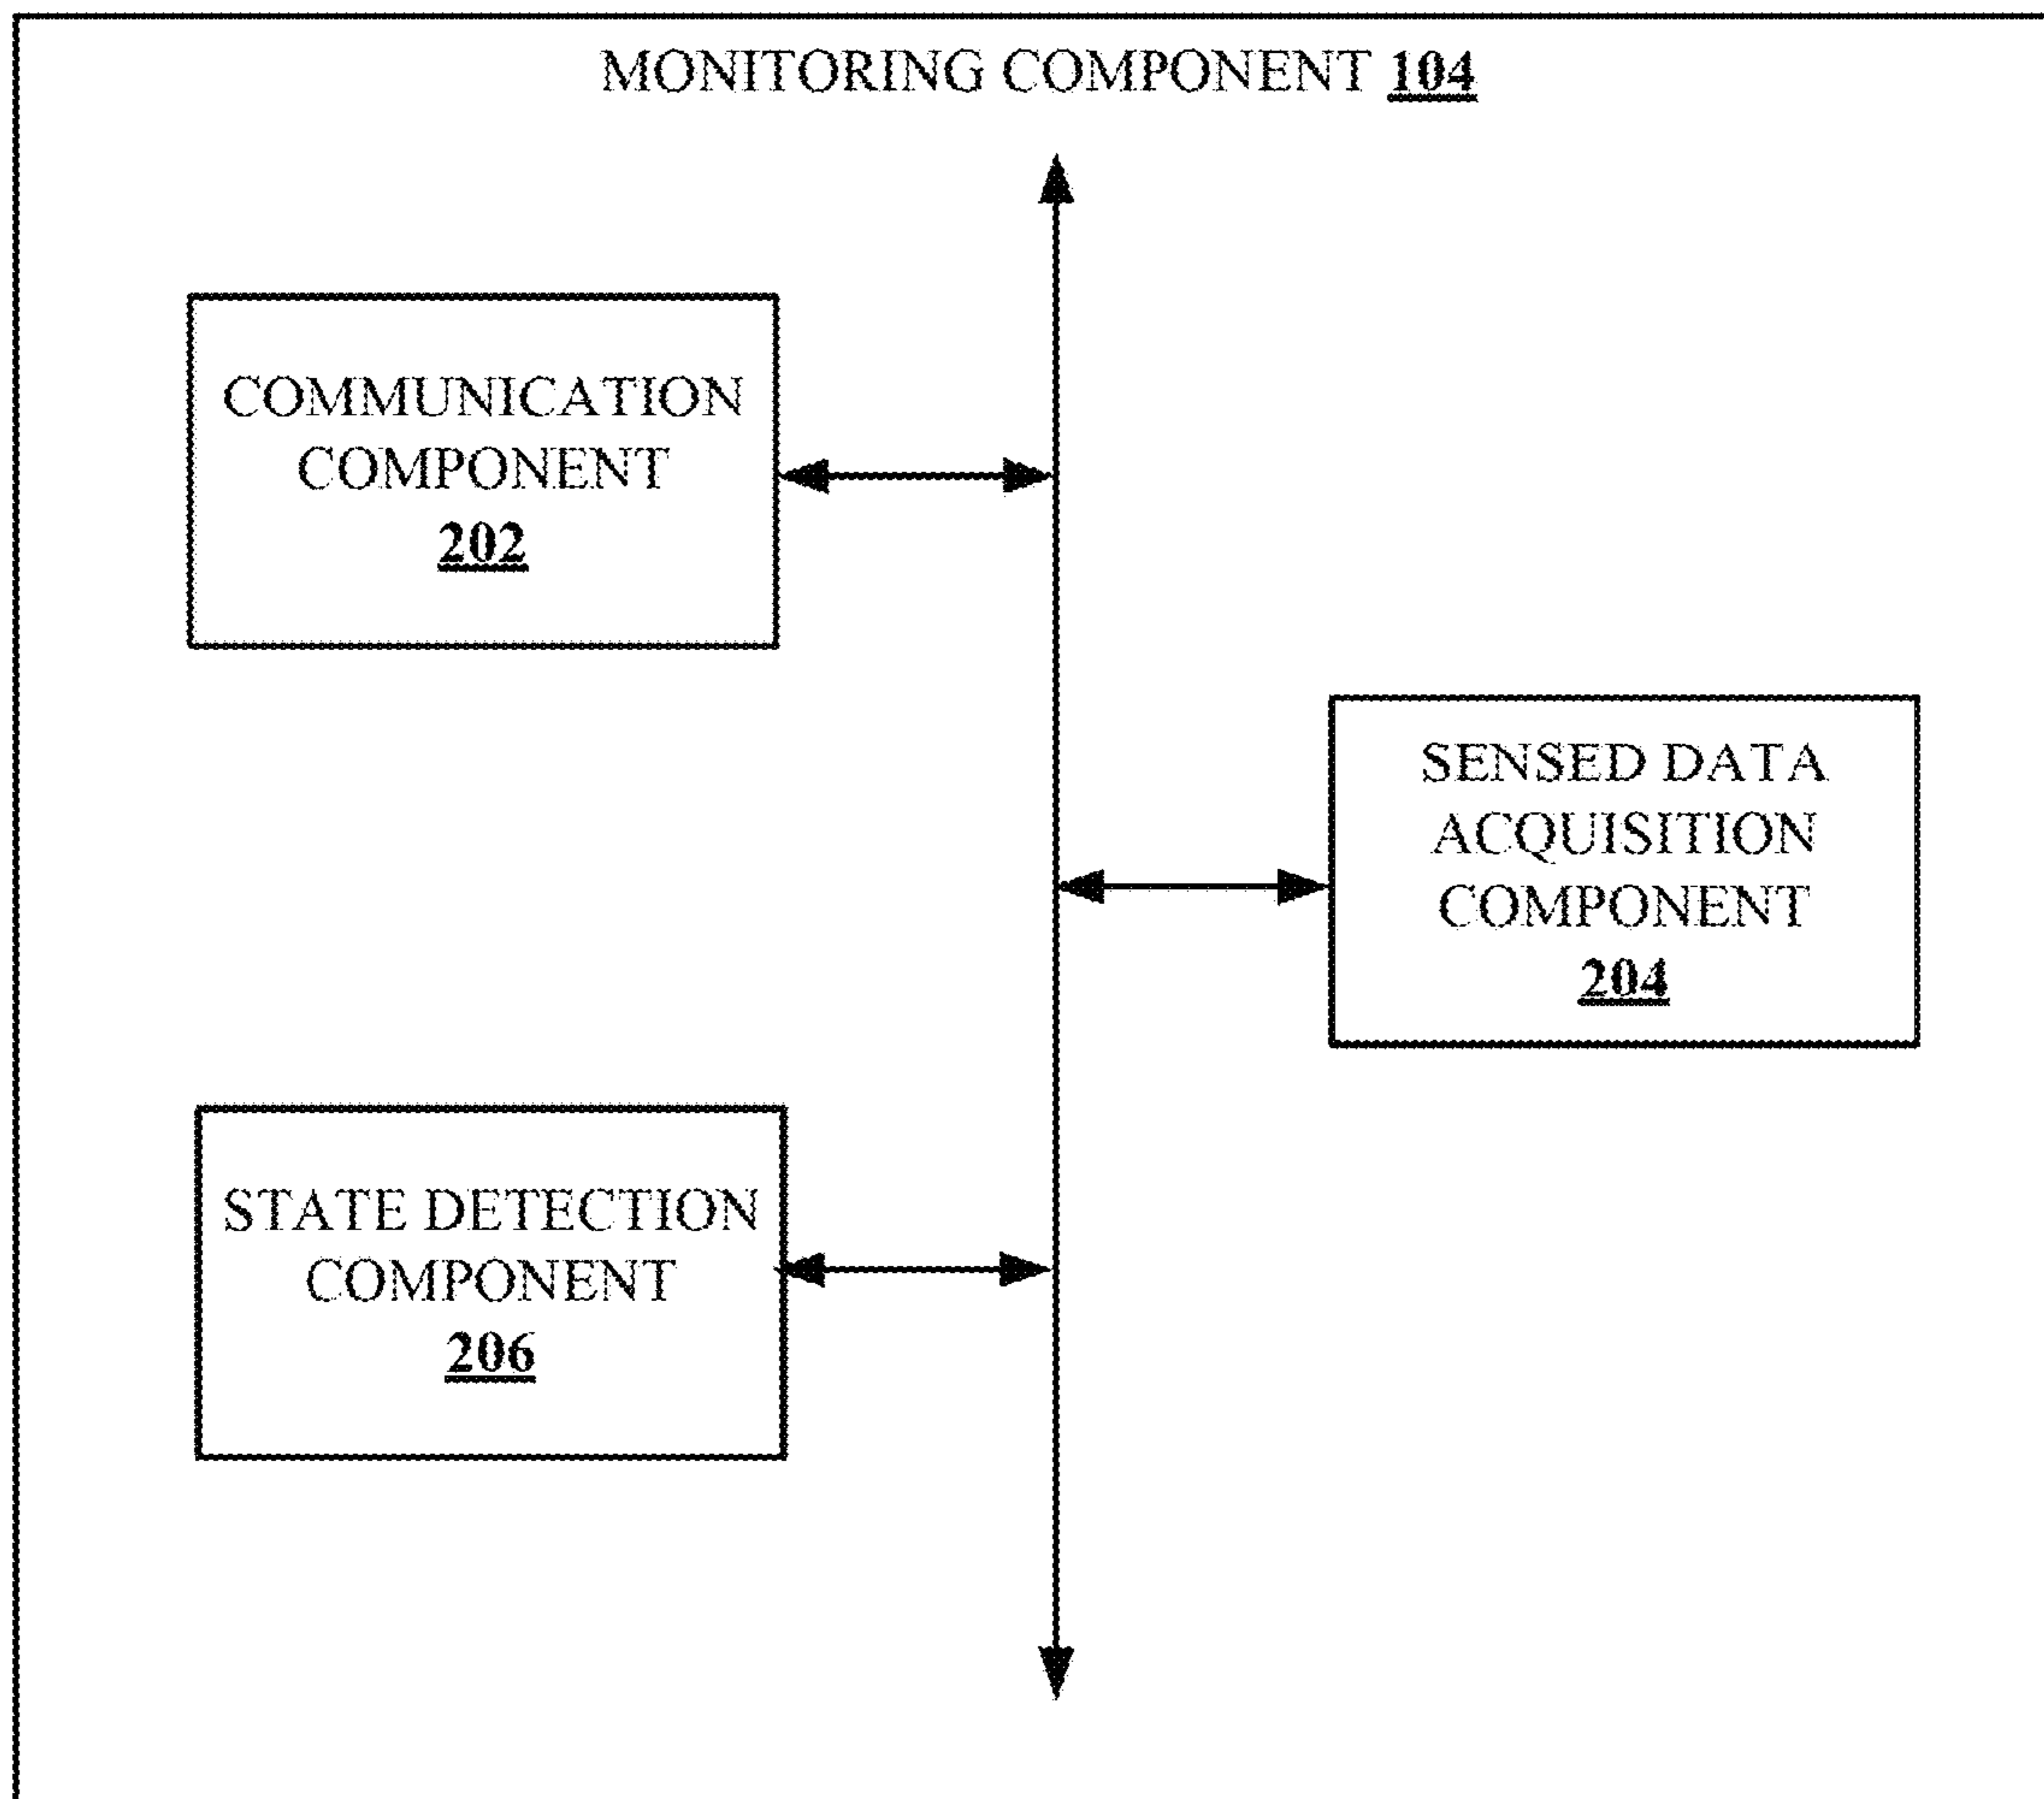 MONITORING COMPONENT 104
COMMUNICATION
COMPONENT
202
SENSED DATA
ACQUISITION
COMPONENT
204
STATE DETECTION
COMPONENT
206